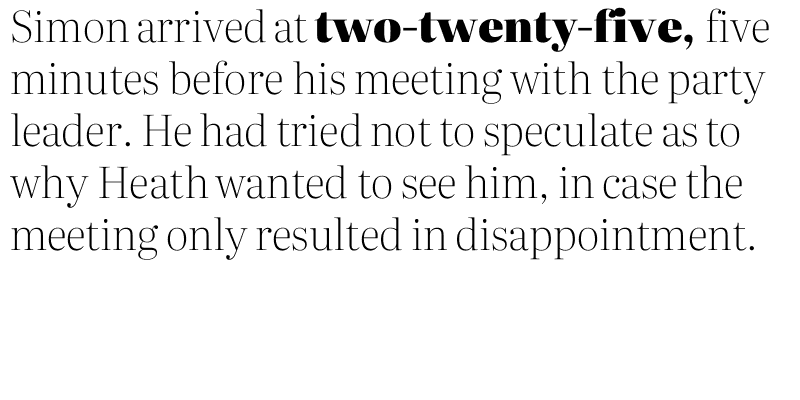 Simon arrived at two-twenty-five, five
minutes before his meeting with the party
leader. He had tried not to speculate as to
why Heath wanted to see him, in case the
meeting only resulted in disappointment.